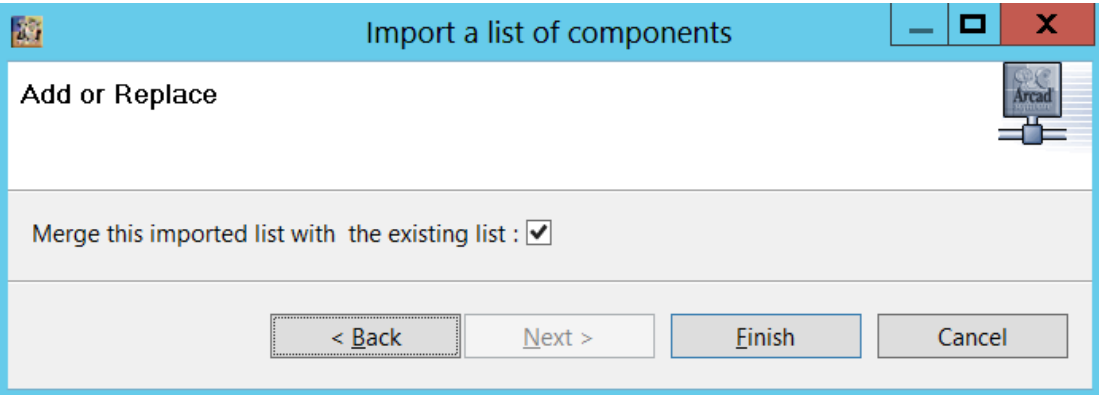 Import a list of components
Add or Replace
Arcad
Merge this imported list with  the existing list :
< Back
Next >
Finish
Cancel